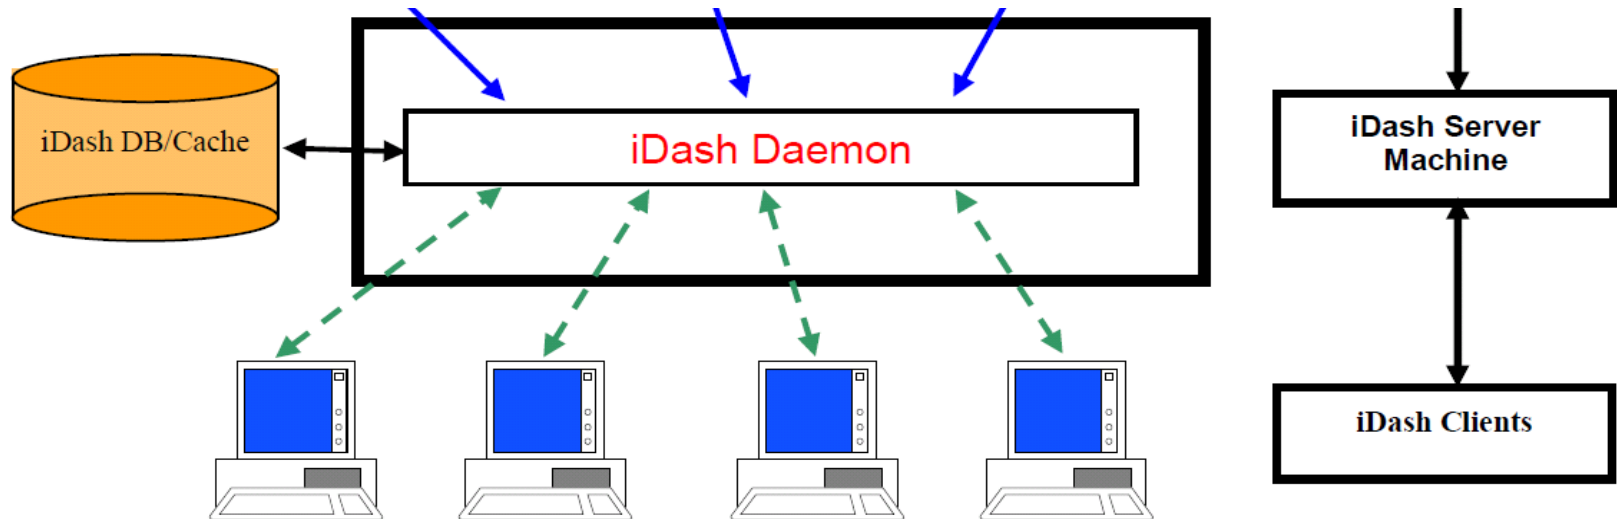 iDash DB/Cache
iDash Daemon
iDash Server
Machine
iDash Clients